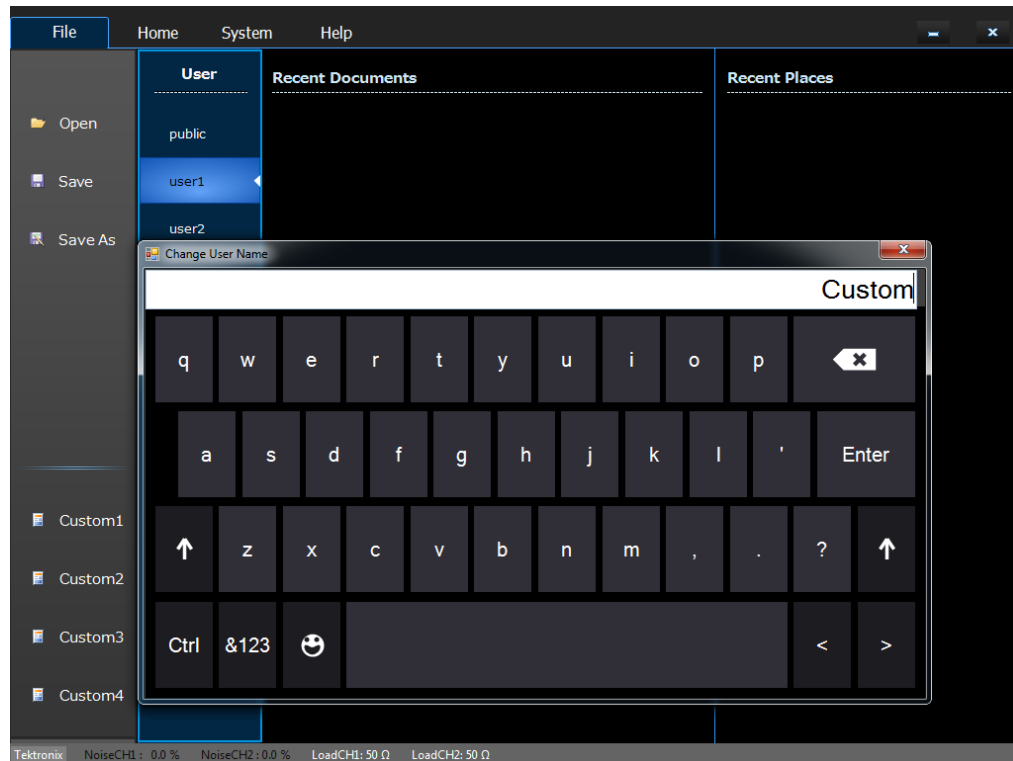 File Home System Help
User
Recent Documents
Recent Places
Open
Save
Save As
public
user1
user2
Change User Name
Custom
q w e r t y u i o p
a s d f g h j k l ' Enter
z x c v b n m , . ?
Ctrl &123 < >
Custom1
Custom2
Custom3
Custom4
Tektronix NoiseCH1 : 0.0 % NoiseCH2 : 0.0 % LoadCH1: 50 Ω LoadCH2: 50 Ω